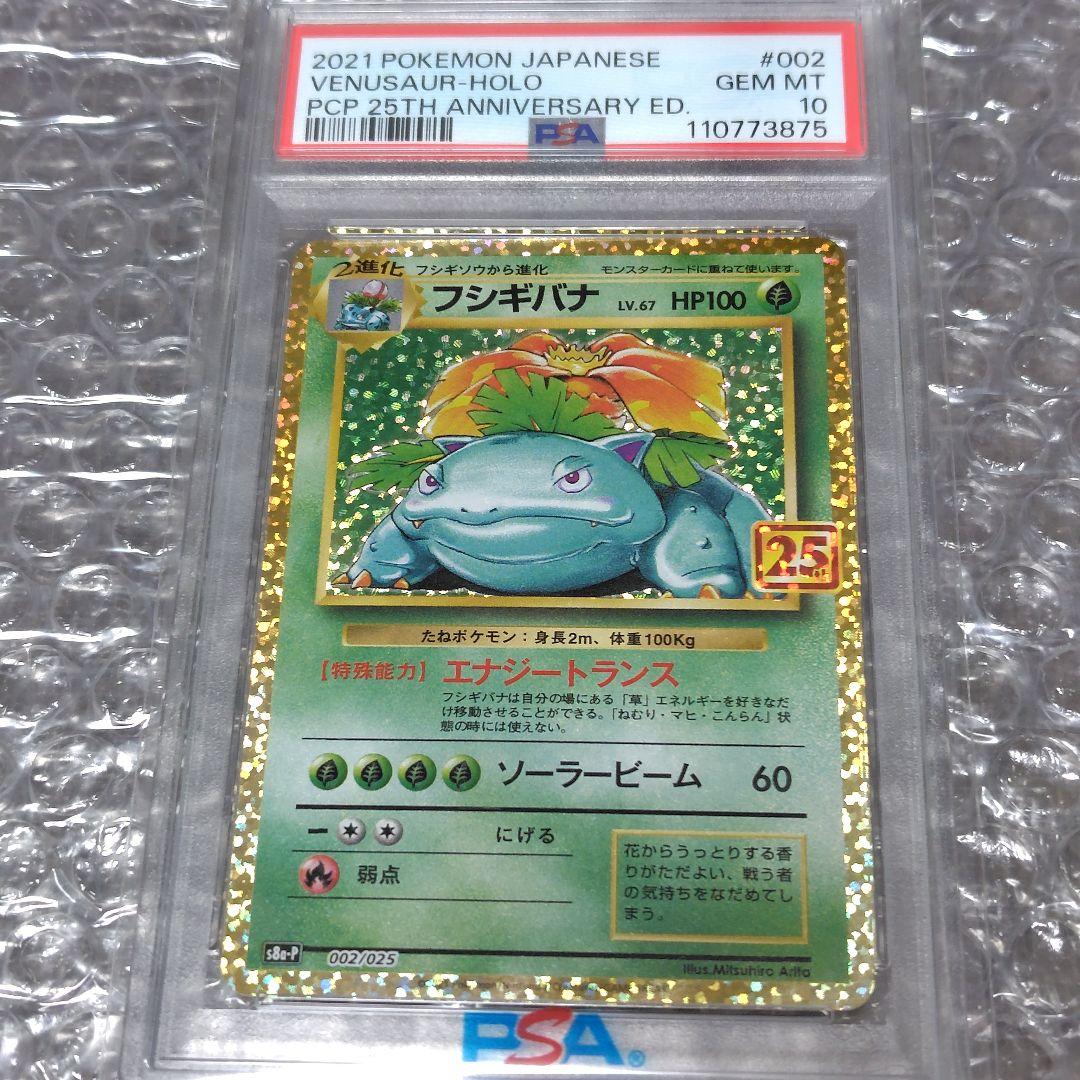 2021 POKEMON JAPANESE #002
VENUSAUR-HOLO GEM MT
PCP 25TH ANNIVERSARY ED. 10
PSA 110773875
2進化 フシギソウから進化 モンスターカードに重ねて使います。
フシギバナ LV.67 HP100
25
たねポケモン：身長2m、体重100Kg
【特殊能力】 エナジートランス
フシギバナは自分の場にある「草」エネルギーを好きなだ
け移動させることができる。「ねむり・マヒ・こんらん」状
態の時には使えない。
ソーラービーム 60
ー にげる
弱点
花からうっとりする香
りがただよい、戦う者
の気持ちをなだめてし
まう。
s8a-P 002/025
Illus.Mitsuhiro Arita
PSA®